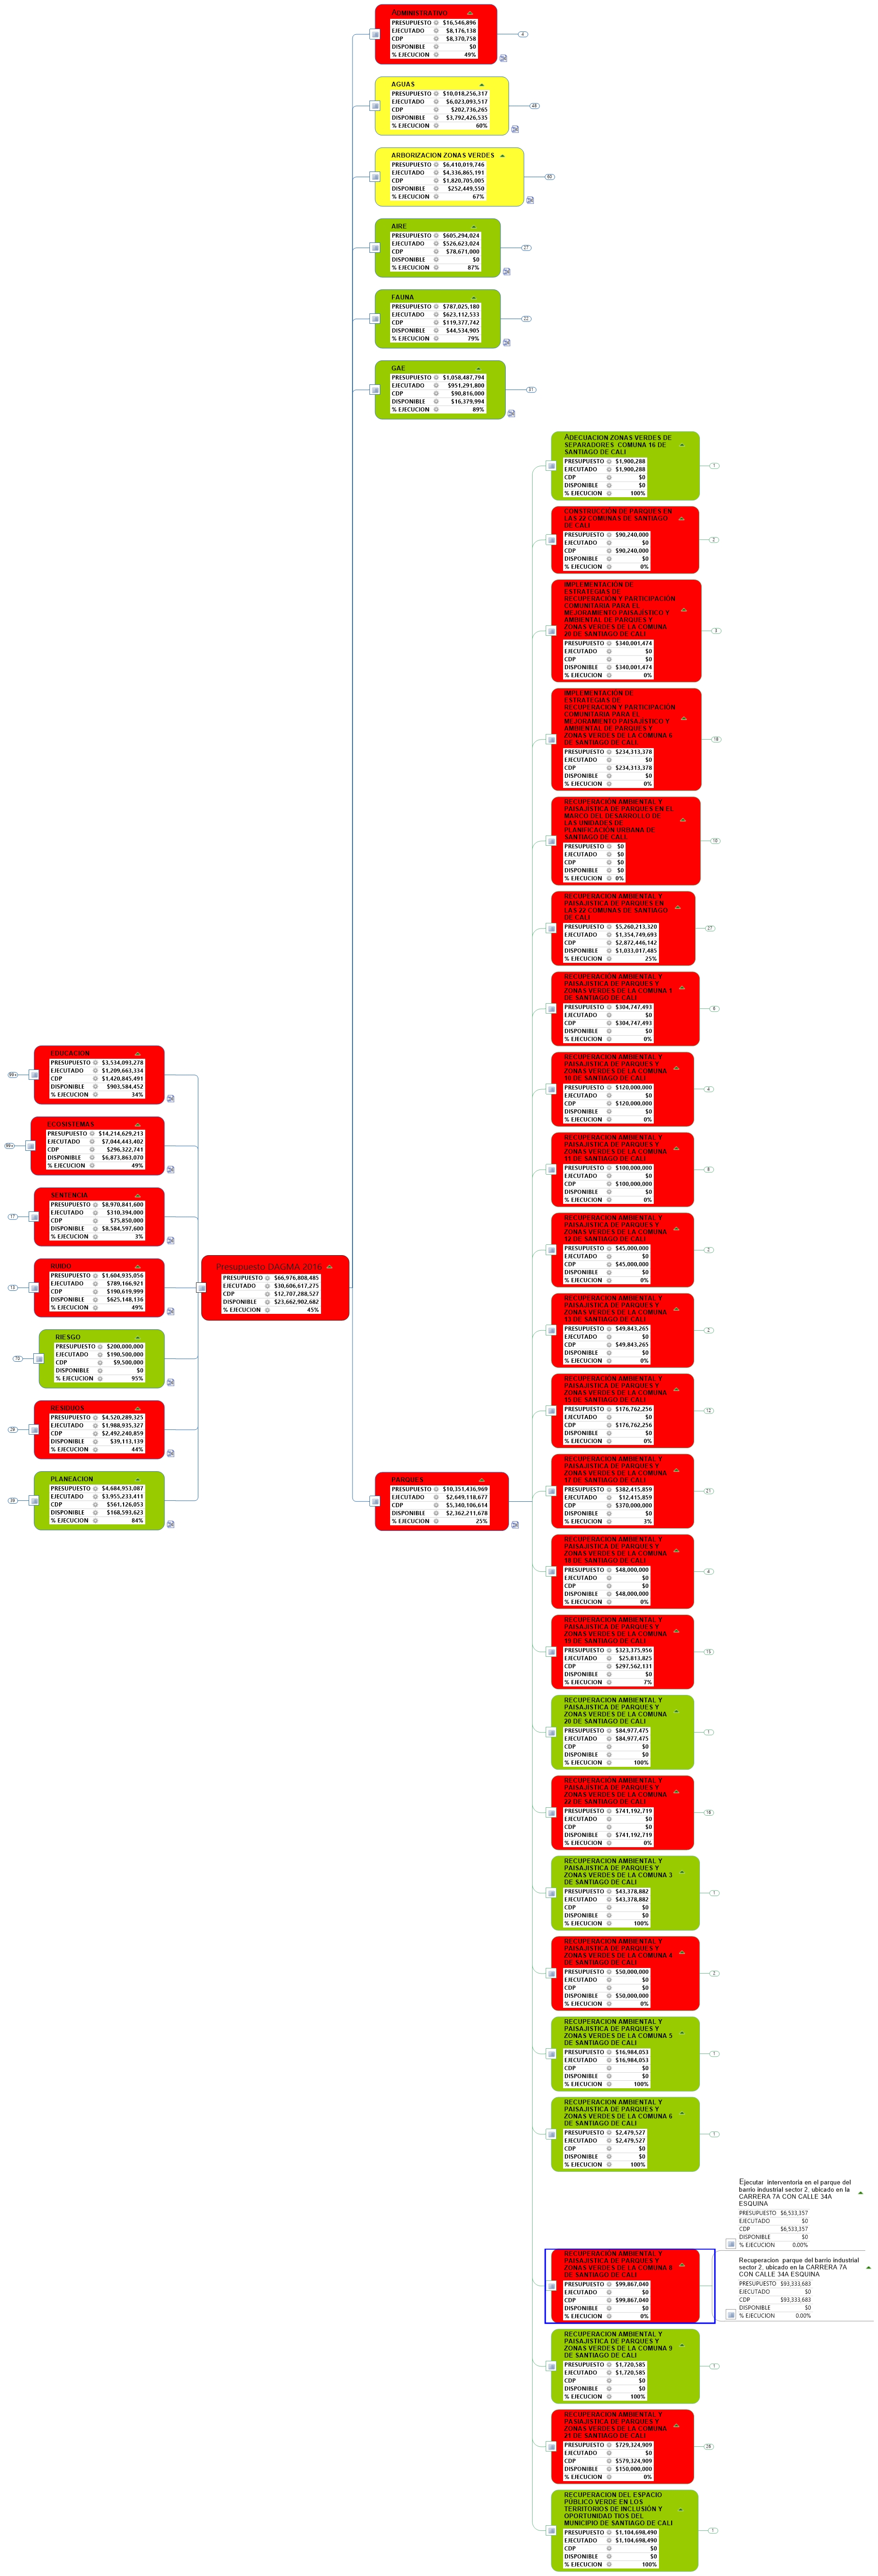 ADMINISTRATIVO
PRESUPUESTO $16,546,896
EJECUTADO $8,176,138
CDP $8,370,758
DISPONIBLE $0
% EJECUCION 49%
4
AGUAS
PRESUPUESTO $10,018,256,317
EJECUTADO $6,023,093,517
CDP $202,736,265
DISPONIBLE $3,792,426,535
% EJECUCION 60%
48
ARBORIZACION ZONAS VERDES
PRESUPUESTO $6,410,019,746
EJECUTADO $4,336,865,191
CDP $1,820,705,005
DISPONIBLE $252,449,550
% EJECUCION 67%
60
AIRE
PRESUPUESTO $605,294,024
EJECUTADO $526,623,024
CDP $78,671,000
DISPONIBLE $0
% EJECUCION 87%
27
FAUNA
PRESUPUESTO $787,025,180
EJECUTADO $623,112,533
CDP $119,377,742
DISPONIBLE $44,534,905
% EJECUCION 79%
22
GAE
PRESUPUESTO $1,058,487,794
EJECUTADO $951,291,800
CDP $90,816,000
DISPONIBLE $16,379,994
% EJECUCION 89%
EDUCACION
PRESUPUESTO $3,534,093,278
EJECUTADO $1,209,663,334
CDP $1,420,845,491
DISPONIBLE $903,584,452
% EJECUCION 34%
99+
ECOSISTEMAS
PRESUPUESTO $14,214,629,213
EJECUTADO $7,044,443,402
CDP $296,322,741
DISPONIBLE $6,873,863,070
% EJECUCION 49%
99+
SENTENCIA
PRESUPUESTO $8,970,841,600
EJECUTADO $310,394,000
CDP $75,850,000
DISPONIBLE $8,584,597,600
% EJECUCION 3%
17
RUIDO
PRESUPUESTO $1,604,935,056
EJECUTADO $789,166,921
CDP $190,619,999
DISPONIBLE $625,148,136
% EJECUCION 49%
RIESGO
PRESUPUESTO $200,000,000
EJECUTADO $190,500,000
CDP $9,500,000
DISPONIBLE $0
% EJECUCION 95%
RESIDUOS
PRESUPUESTO $4,520,289,325
EJECUTADO $1,988,935,327
CDP $2,492,240,859
DISPONIBLE $39,113,139
% EJECUCION 44%
29
PLANEACION
PRESUPUESTO $4,684,953,087
EJECUTADO $3,955,233,411
CDP $561,126,053
DISPONIBLE $168,593,623
% EJECUCION 84%
Presupuesto DAGMA 2016
PRESUPUESTO $66,976,808,485
EJECUTADO $30,606,617,275
CDP $12,707,288,527
DISPONIBLE $23,662,902,682
% EJECUCION 45%
PARQUES
PRESUPUESTO $10,351,436,969
EJECUTADO $2,649,118,677
CDP $5,340,106,614
DISPONIBLE $2,362,211,678
% EJECUCION 25%
ADECUACION ZONAS VERDES DE
SEPARADORES COMUNA 16 DE
SANTIAGO DE CALI
PRESUPUESTO $1,900,288
EJECUTADO $1,900,288
CDP $0
DISPONIBLE $0
% EJECUCION 100%
1
CONSTRUCCIÓN DE PARQUES EN
LAS 22 COMUNAS DE SANTIAGO
DE CALI
PRESUPUESTO $90,240,000
EJECUTADO $0
CDP $90,240,000
DISPONIBLE $0
% EJECUCION 0%
2
IMPLEMENTACIÓN DE
ESTRATEGIAS DE
RECUPERACIÓN Y PARTICIPACIÓN
COMUNITARIA PARA EL
MEJORAMIENTO PAISAJISTICO Y
AMBIENTAL DE PARQUES Y
ZONAS VERDES DE LA COMUNA
20 DE SANTIAGO DE CALI
PRESUPUESTO $340,001,474
EJECUTADO $0
CDP $0
DISPONIBLE $340,001,474
% EJECUCION 0%
IMPLEMENTACIÓN DE
ESTRATEGIAS DE
RECUPERACIÓN Y PARTICIPACIÓN
COMUNITARIA PARA EL
MEJORAMIENTO PAISAJISTICO Y
AMBIENTAL DE PARQUES Y
ZONAS VERDES DE LA COMUNA 6
DE SANTIAGO DE CALI
PRESUPUESTO $234,313,378
EJECUTADO $0
CDP $234,313,378
DISPONIBLE $0
% EJECUCION 0%
RECUPERACIÓN AMBIENTAL Y
PAISAJISTICA DE PARQUES EN EL
MARCO DEL DESARROLLO DE
LAS UNIDADES DE
PLANIFICACIÓN URBANA DE
SANTIAGO DE CALI
PRESUPUESTO $0
EJECUTADO $0
CDP $0
DISPONIBLE $0
% EJECUCION 0%
10
RECUPERACIÓN AMBIENTAL Y
PAISAJISTICA DE PARQUES EN
LAS 22 COMUNAS DE SANTIAGO
DE CALI
PRESUPUESTO $5,260,213,320
EJECUTADO $1,354,749,693
CDP $2,872,446,142
DISPONIBLE $1,033,017,485
% EJECUCION 25%
27
RECUPERACIÓN AMBIENTAL Y
PAISAJISTICA DE PARQUES Y
ZONAS VERDES DE LA COMUNA 1
DE SANTIAGO DE CALI
PRESUPUESTO $304,747,493
EJECUTADO $0
CDP $304,747,493
DISPONIBLE $0
% EJECUCION 0%
RECUPERACIÓN AMBIENTAL Y
PAISAJISTICA DE PARQUES Y
ZONAS VERDES DE LA COMUNA
10 DE SANTIAGO DE CALI
PRESUPUESTO $120,000,000
EJECUTADO $0
CDP $120,000,000
DISPONIBLE $0
% EJECUCION 0%
4
RECUPERACIÓN AMBIENTAL Y
PAISAJISTICA DE PARQUES Y
ZONAS VERDES DE LA COMUNA
11 DE SANTIAGO DE CALI
PRESUPUESTO $100,000,000
EJECUTADO $0
CDP $100,000,000
DISPONIBLE $0
% EJECUCION 0%
RECUPERACIÓN AMBIENTAL Y
PAISAJISTICA DE PARQUES Y
ZONAS VERDES DE LA COMUNA
12 DE SANTIAGO DE CALI
PRESUPUESTO $45,000,000
EJECUTADO $0
CDP $45,000,000
DISPONIBLE $0
% EJECUCION 0%
2
RECUPERACIÓN AMBIENTAL Y
PAISAJISTICA DE PARQUES Y
ZONAS VERDES DE LA COMUNA
13 DE SANTIAGO DE CALI
PRESUPUESTO $49,843,265
EJECUTADO $0
CDP $49,843,265
DISPONIBLE $0
% EJECUCION 0%
2
RECUPERACIÓN AMBIENTAL Y
PAISAJISTICA DE PARQUES Y
ZONAS VERDES DE LA COMUNA
15 DE SANTIAGO DE CALI
PRESUPUESTO $176,762,256
EJECUTADO $0
CDP $176,762,256
DISPONIBLE $0
% EJECUCION 0%
12
RECUPERACIÓN AMBIENTAL Y
PAISAJISTICA DE PARQUES Y
ZONAS VERDES DE LA COMUNA
17 DE SANTIAGO DE CALI
PRESUPUESTO $382,415,859
EJECUTADO $12,415,859
CDP $370,000,000
DISPONIBLE $0
% EJECUCION 3%
21
RECUPERACIÓN AMBIENTAL Y
PAISAJISTICA DE PARQUES Y
ZONAS VERDES DE LA COMUNA
18 DE SANTIAGO DE CALI
PRESUPUESTO $48,000,000
EJECUTADO $0
CDP $0
DISPONIBLE $48,000,000
% EJECUCION 0%
4
RECUPERACIÓN AMBIENTAL Y
PAISAJISTICA DE PARQUES Y
ZONAS VERDES DE LA COMUNA
19 DE SANTIAGO DE CALI
PRESUPUESTO $323,375,956
EJECUTADO $25,813,825
CDP $297,562,131
DISPONIBLE $0
% EJECUCION 7%
RECUPERACION AMBIENTAL Y
PAISAJISTICA DE PARQUES Y
ZONAS VERDES DE LA COMUNA
20 DE SANTIAGO DE CALI
PRESUPUESTO $84,977,475
EJECUTADO $84,977,475
CDP $0
DISPONIBLE $0
% EJECUCION 100%
1
RECUPERACIÓN AMBIENTAL Y
PAISAJÍSTICA DE PARQUES Y
ZONAS VERDES DE LA COMUNA
22 DE SANTIAGO DE CALI
PRESUPUESTO $741,192,719
EJECUTADO $0
CDP $0
DISPONIBLE $741,192,719
% EJECUCION 0%
RECUPERACION AMBIENTAL Y
PAISAJISTICA DE PARQUES Y
ZONAS VERDES DE LA COMUNA 3
DE SANTIAGO DE CALI
PRESUPUESTO $43,378,882
EJECUTADO $43,378,882
CDP $0
DISPONIBLE $0
% EJECUCION 100%
1
RECUPERACIÓN AMBIENTAL Y
PAISAJISTICA DE PARQUES Y
ZONAS VERDES DE LA COMUNA 4
DE SANTIAGO DE CALI
PRESUPUESTO $50,000,000
EJECUTADO $0
CDP $0
DISPONIBLE $50,000,000
% EJECUCION 0%
2
RECUPERACION AMBIENTAL Y
PAISAJISTICA DE PARQUES Y
ZONAS VERDES DE LA COMUNA 5
DE SANTIAGO DE CALI
PRESUPUESTO $16,984,053
EJECUTADO $16,984,053
CDP $0
DISPONIBLE $0
% EJECUCION 100%
1
RECUPERACION AMBIENTAL Y
PAISAJISTICA DE PARQUES Y
ZONAS VERDES DE LA COMUNA 6
DE SANTIAGO DE CALI
PRESUPUESTO $2,479,527
EJECUTADO $2,479,527
CDP $0
DISPONIBLE $0
% EJECUCION 100%
1
RECUPERACIÓN AMBIENTAL Y
PAISAJISTICA DE PARQUES Y
ZONAS VERDES DE LA COMUNA 8
DE SANTIAGO DE CALI
PRESUPUESTO $99,867,040
EJECUTADO $0
CDP $99,867,040
DISPONIBLE $0
% EJECUCION 0%
Ejecutar interventoria en el parque del
barrio industrial sector 2, ubicado en la
CARRERA 7A CON CALLE 34A
ESQUINA
PRESUPUESTO $6,533,357
EJECUTADO $0
CDP $6,533,357
DISPONIBLE $0
% EJECUCION 0.00%
Recuperacion parque del barrio industrial
sector 2, ubicado en la CARRERA 7A
CON CALLE 34A ESQUINA
PRESUPUESTO $93,333,683
EJECUTADO $0
CDP $93,333,683
DISPONIBLE $0
% EJECUCION 0.00%
RECUPERACION AMBIENTAL Y
PAISAJISTICA DE PARQUES Y
ZONAS VERDES DE LA COMUNA 9
DE SANTIAGO DE CALI
PRESUPUESTO $1,720,585
EJECUTADO $1,720,585
CDP $0
DISPONIBLE $0
% EJECUCION 100%
1
RECUPERACION AMBIENTAL Y
PASIAJISTICA DE PARQUES Y
ZONAS VERDES DE LA COMUNA
21 DE SANTIAGO DE CALI
PRESUPUESTO $729,324,909
EJECUTADO $0
CDP $579,324,909
DISPONIBLE $150,000,000
% EJECUCION 0%
RECUPERACION DEL ESPACIO
PÚBLICO VERDE EN LOS
TERRITORIOS DE INCLUSIÓN Y
OPORTUNIDAD TIOS DEL
MUNICIPIO DE SANTIAGO DE CALI
PRESUPUESTO $1,104,698,490
EJECUTADO $1,104,698,490
CDP $0
DISPONIBLE $0
% EJECUCION 100%
1